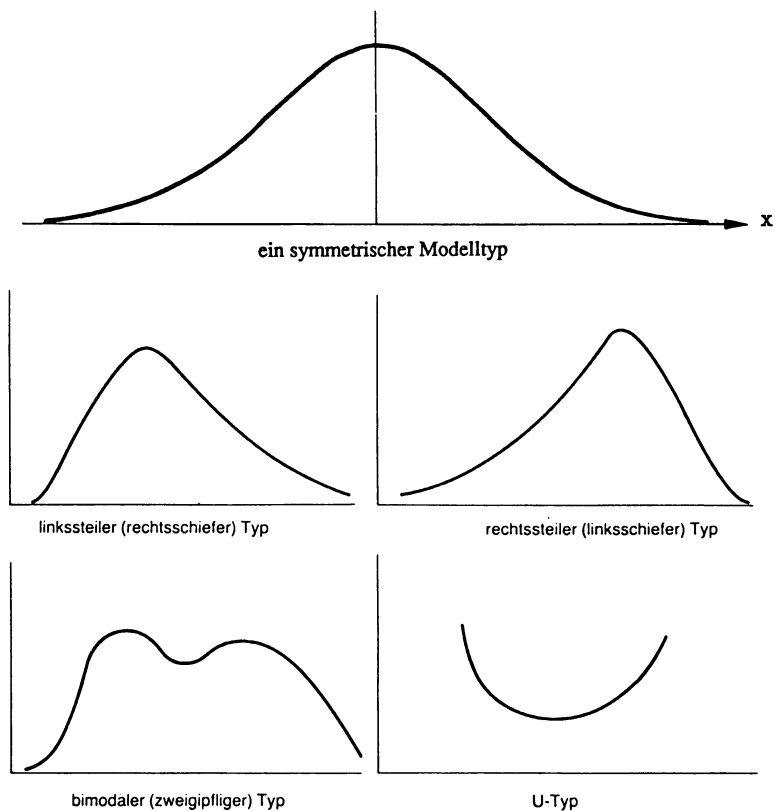 x
ein symmetrischer Modelltyp
linkssteiler (rechtsschiefer) Typ
rechtssteiler (linksschiefer) Typ
bimodaler (zweigipfliger) Typ
U-Typ